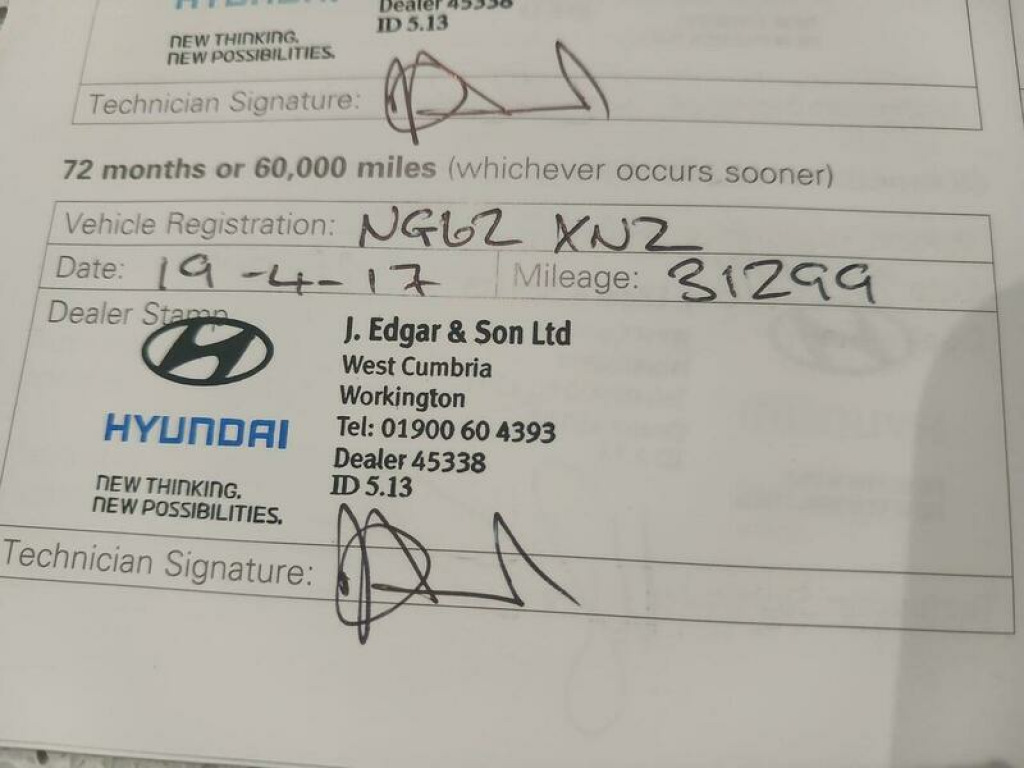 HYUNDAI
Dealer 45338
ID 5.13
NEW THINKING.
NEW POSSIBILITIES.
Technician Signature:
72 months or 60,000 miles (whichever occurs sooner)
Vehicle Registration: NG62 XNZ
Date: 19-4-17 Mileage: 31299
Dealer Stamp
J. Edgar & Son Ltd
West Cumbria
Workington
HYUNDAI
Tel: 01900 60 4393
Dealer 45338
NEW THINKING.
ID 5.13
NEW POSSIBILITIES.
Technician Signature: